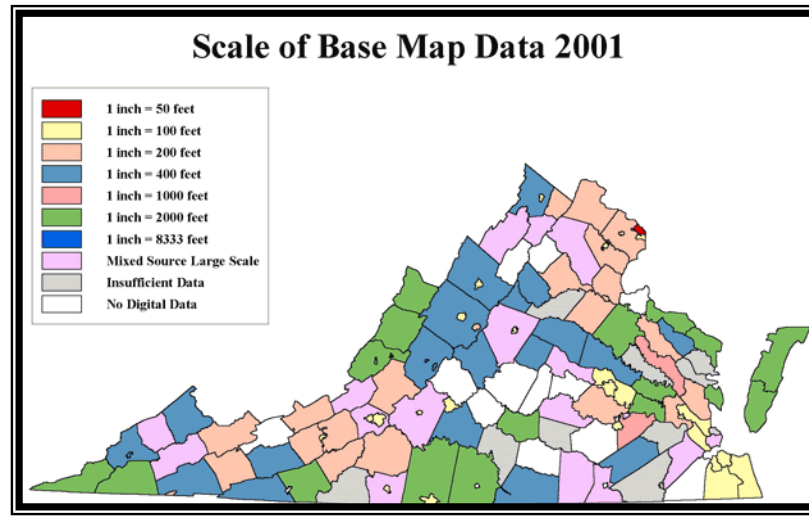 Scale of Base Map Data 2001
1 inch = 50 feet
1 inch = 100 feet
1 inch = 200 feet
1 inch = 400 feet
1 inch = 1000 feet
1 inch = 2000 feet
1 inch = 8333 feet
Mixed Source Large Scale
Insufficient Data
No Digital Data